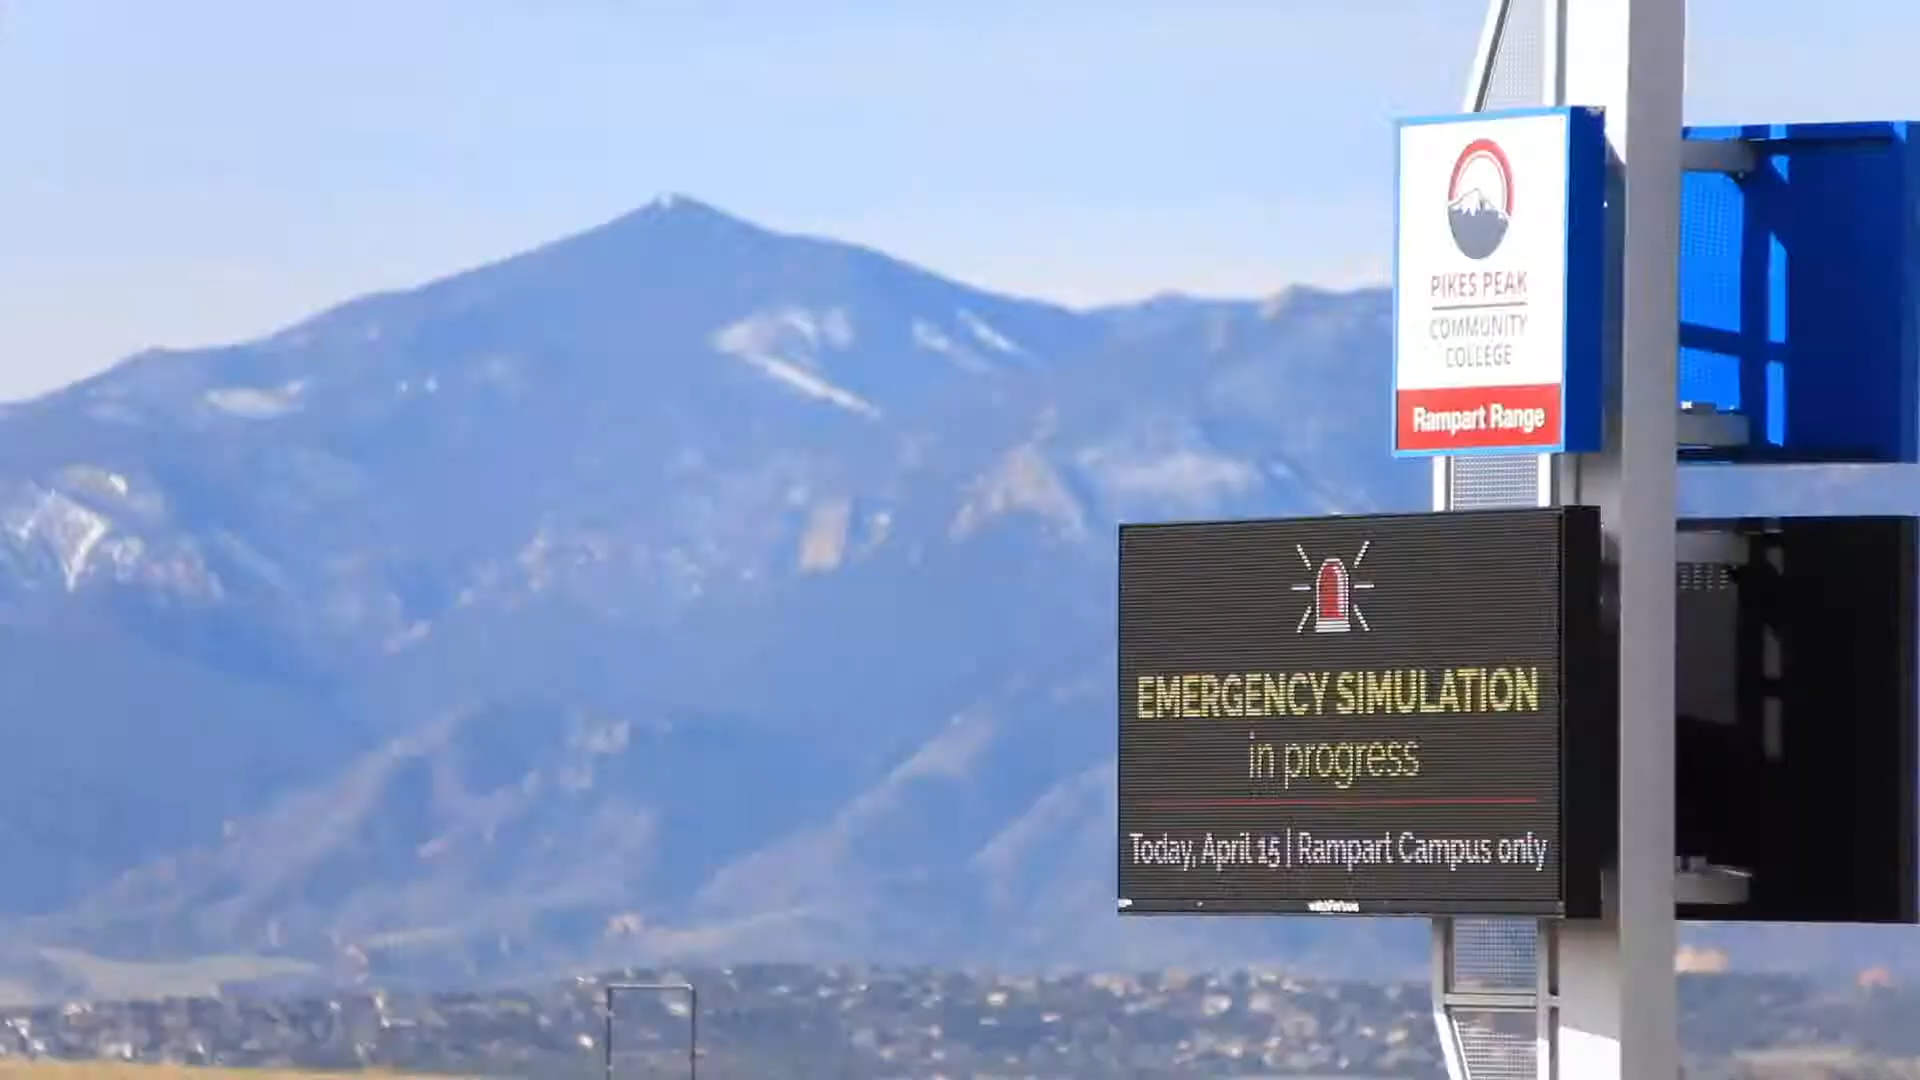 PIKES PEAK
COMMUNITY
COLLEGE
Rampart Range
EMERGENCY SIMULATION
in progress
Today, April 15 | Rampart Campus only